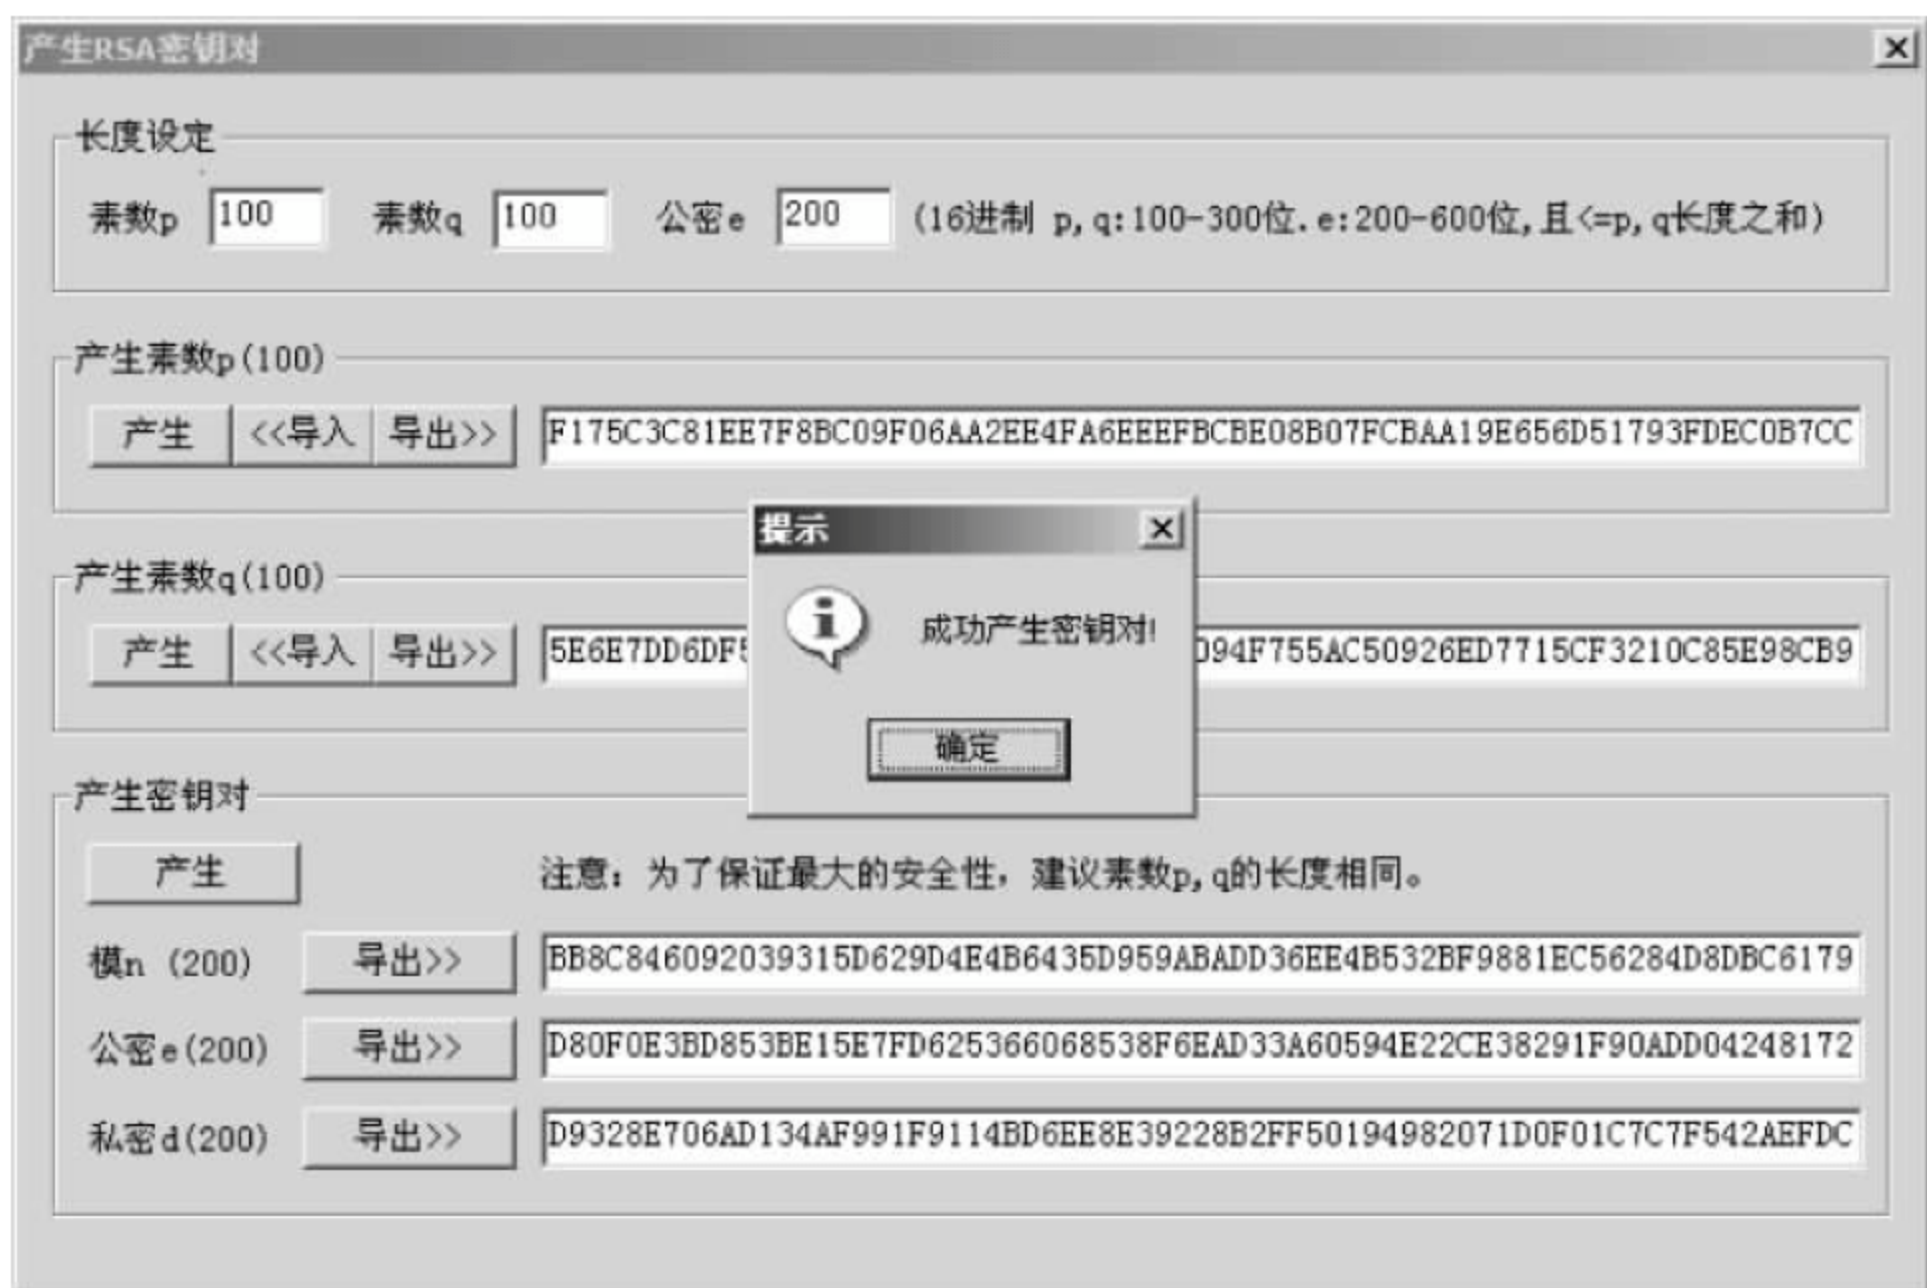 产生RSA密钥对
长度设定
素数p 100 素数q 100 公密e 200 (16进制 p,q:100-300位.e:200-600位,且<=p,q长度之和)
产生素数p(100)
产生 <<导入 导出>> F175C3C81EE7F8BC09F06AA2EE4FA6EEEFBCBE08B07FCBAA19E656D51793FDEC0B7CC
提示
产生素数q(100)
成功产生密钥对!
产生 <<导入 导出>> 5E6E7DD6DF5 094F755AC50926ED7715CF3210C85E98CB9
确定
产生密钥对
产生 注意：为了保证最大的安全性，建议素数p,q的长度相同。
模n (200) 导出>> BB8C846092039315D629D4E4B6435D959ABADD36EE4B532BF9881EC56284D8DBC6179
公密e(200) 导出>> D80F0E3BD853BE15E7FD625366068538F6EAD33A60594E22CE38291F90ADD04248172
私密d(200) 导出>> D9328E706AD134AF991F9114BD6EE8E39228B2FF50194982071D0F01C7C7F542AEFDC